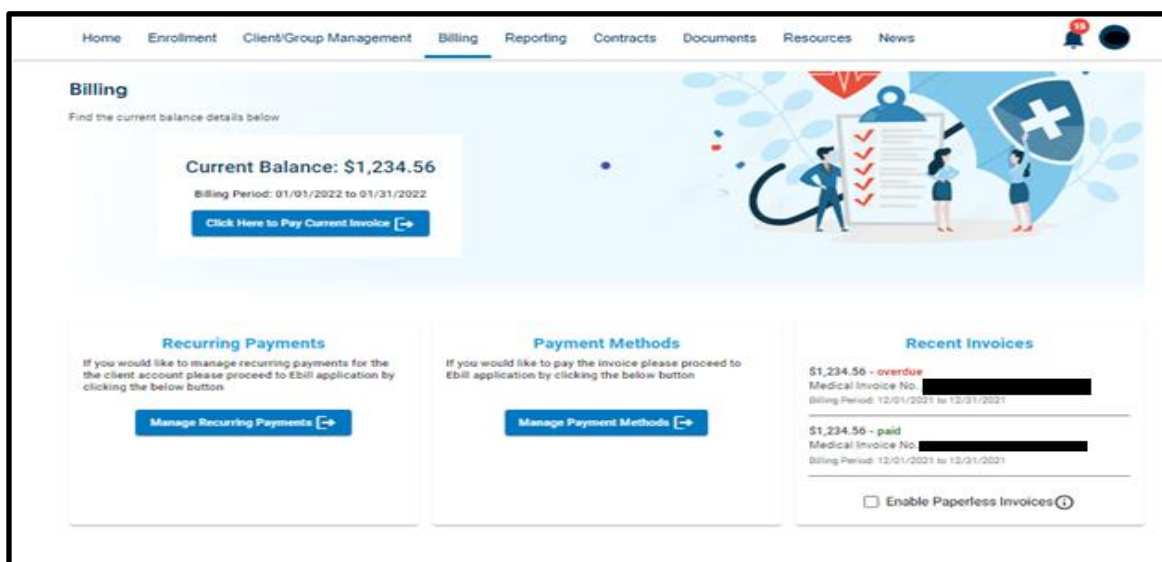 Home Enrollment Client/Group Management Billing Reporting Contracts Documents Resources News
15
Billing
Find the current balance details below
Current Balance: $1,234.56
Billing Period: 01/01/2022 to 01/31/2022
Click Here to Pay Current Invoice
Recurring Payments
If you would like to manage recurring payments for the
the client account please proceed to Ebill application by
clicking the below button
Manage Recurring Payments
Payment Methods
If you would like to pay the invoice please proceed to
Ebill application by clicking the below button
Manage Payment Methods
Recent Invoices
$1,234.56 - overdue
Medical Invoice No.
Billing Period: 12/01/2021 to 12/31/2021
$1,234.56 - paid
Medical Invoice No.
Billing Period: 12/01/2021 to 12/31/2021
Enable Paperless Invoices